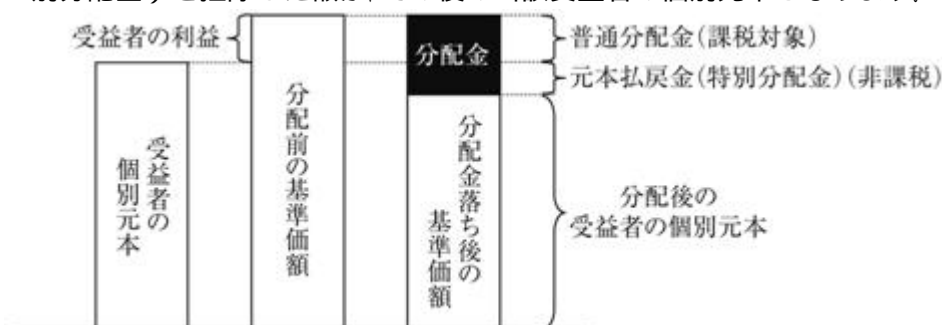 受益者の利益
普通分配金(課税対象)
分配金
元本払戻金(特別分配金)(非課税)
受益者の
個別元本
分配前の基準価額
分配金落ち後の
基準価額
分配後の
受益者の個別元本